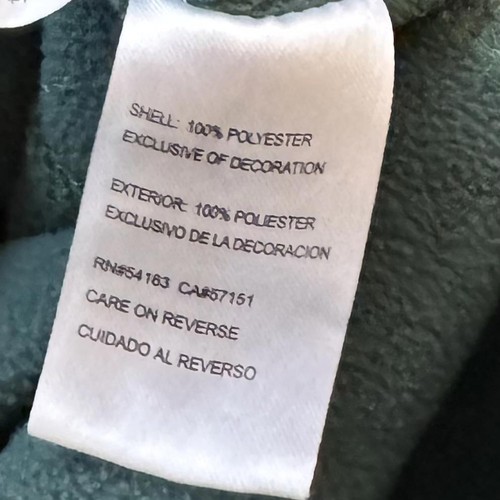 SHELL: 100% POLYESTER
EXCLUSIVE OF DECORATION
EXTERIOR: 100% POLIESTER
EXCLUSIVO DE LA DECORACION
RN#54163 CA#57151
CARE ON REVERSE
CUIDADO AL REVERSO